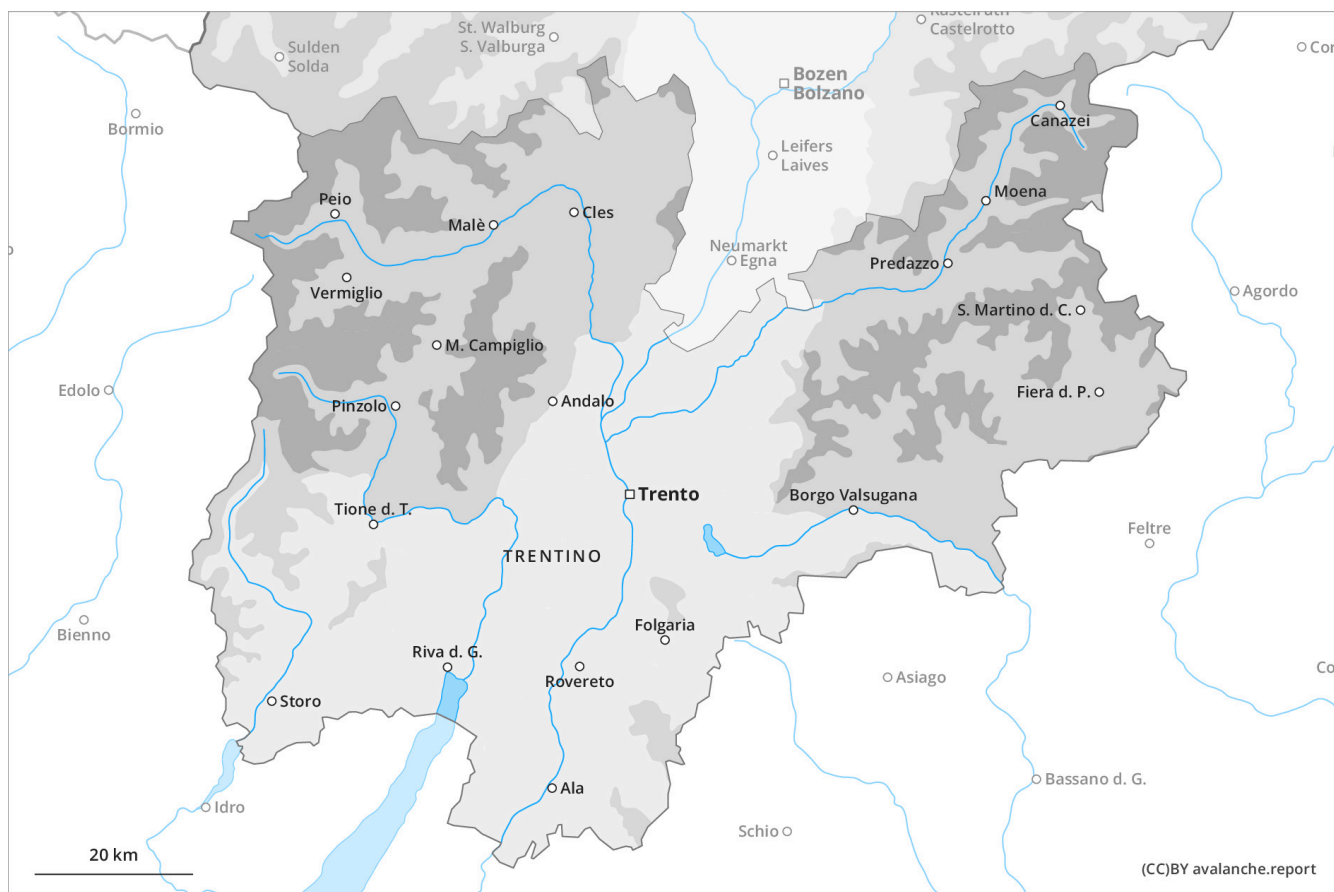 Kastelruth
Castelrotto
St. Walburg
S. Valburga
Sulden
Solda
Bozen
Bolzano
Bormio
Canazei
Leifers
Laives
Moena
Peio
Malè
Cles
Neumarkt
Egna
Predazzo
Vermiglio
Agordo
S. Martino d. C.
M. Campiglio
Edolo
Pinzolo
Andalo
Fiera d. P.
Trento
Borgo Valsugana
Tione d. T.
Feltre
TRENTINO
Bienno
Folgaria
Riva d. G.
Rovereto
Asiago
Co
Storo
Bassano d. G.
Ala
Idro
Schio
20 km
(CC)BY avalanche.report